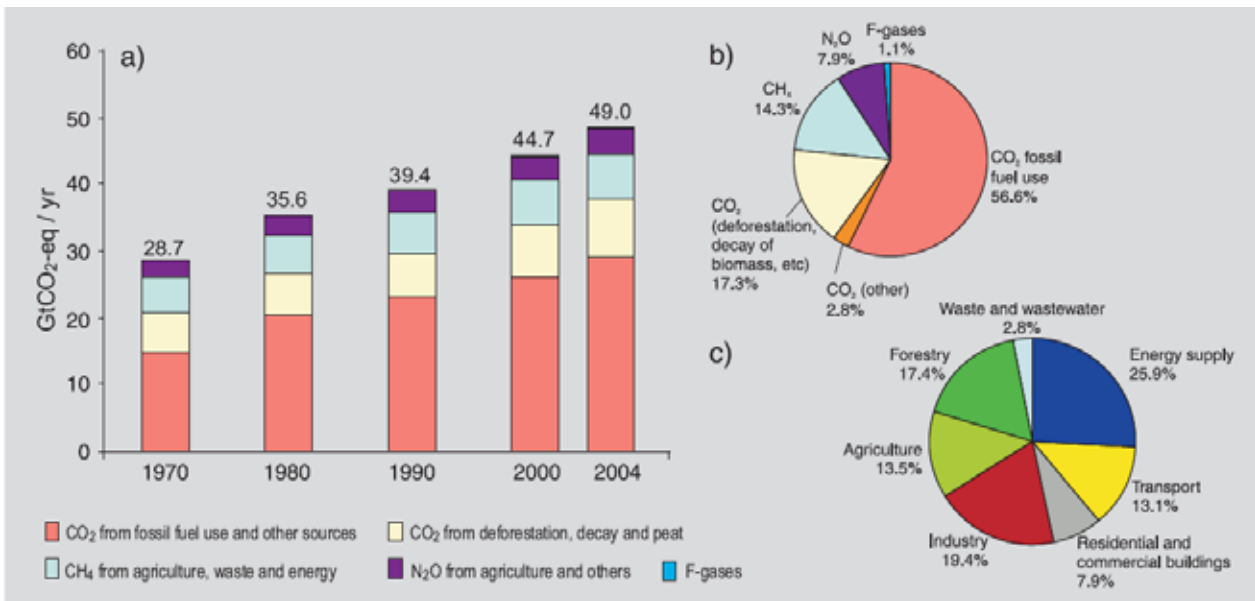 a)
GtCO₂-eq / yr
60
50
40
30
20
10
0
28.7
35.6
39.4
44.7
49.0
1970
1980
1990
2000
2004
CO₂ from fossil fuel use and other sources
CO₂ from deforestation, decay and peat
CH₄ from agriculture, waste and energy
N₂O from agriculture and others
F-gases
b)
F-gases
1.1%
N₂O
7.9%
CH₄
14.3%
CO₂ fossil
fuel use
56.6%
CO₂
(deforestation,
decay of
biomass, etc)
17.3%
CO₂ (other)
2.8%
c)
Waste and wastewater
2.8%
Forestry
17.4%
Energy supply
25.9%
Agriculture
13.5%
Transport
13.1%
Industry
19.4%
Residential and
commercial buildings
7.9%